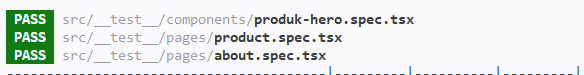 PASS src/__test__/components/produk-hero.spec.tsx
PASS src/__test__/pages/product.spec.tsx
PASS src/__test__/pages/about.spec.tsx
--------------------------------|---------|----------|---------|